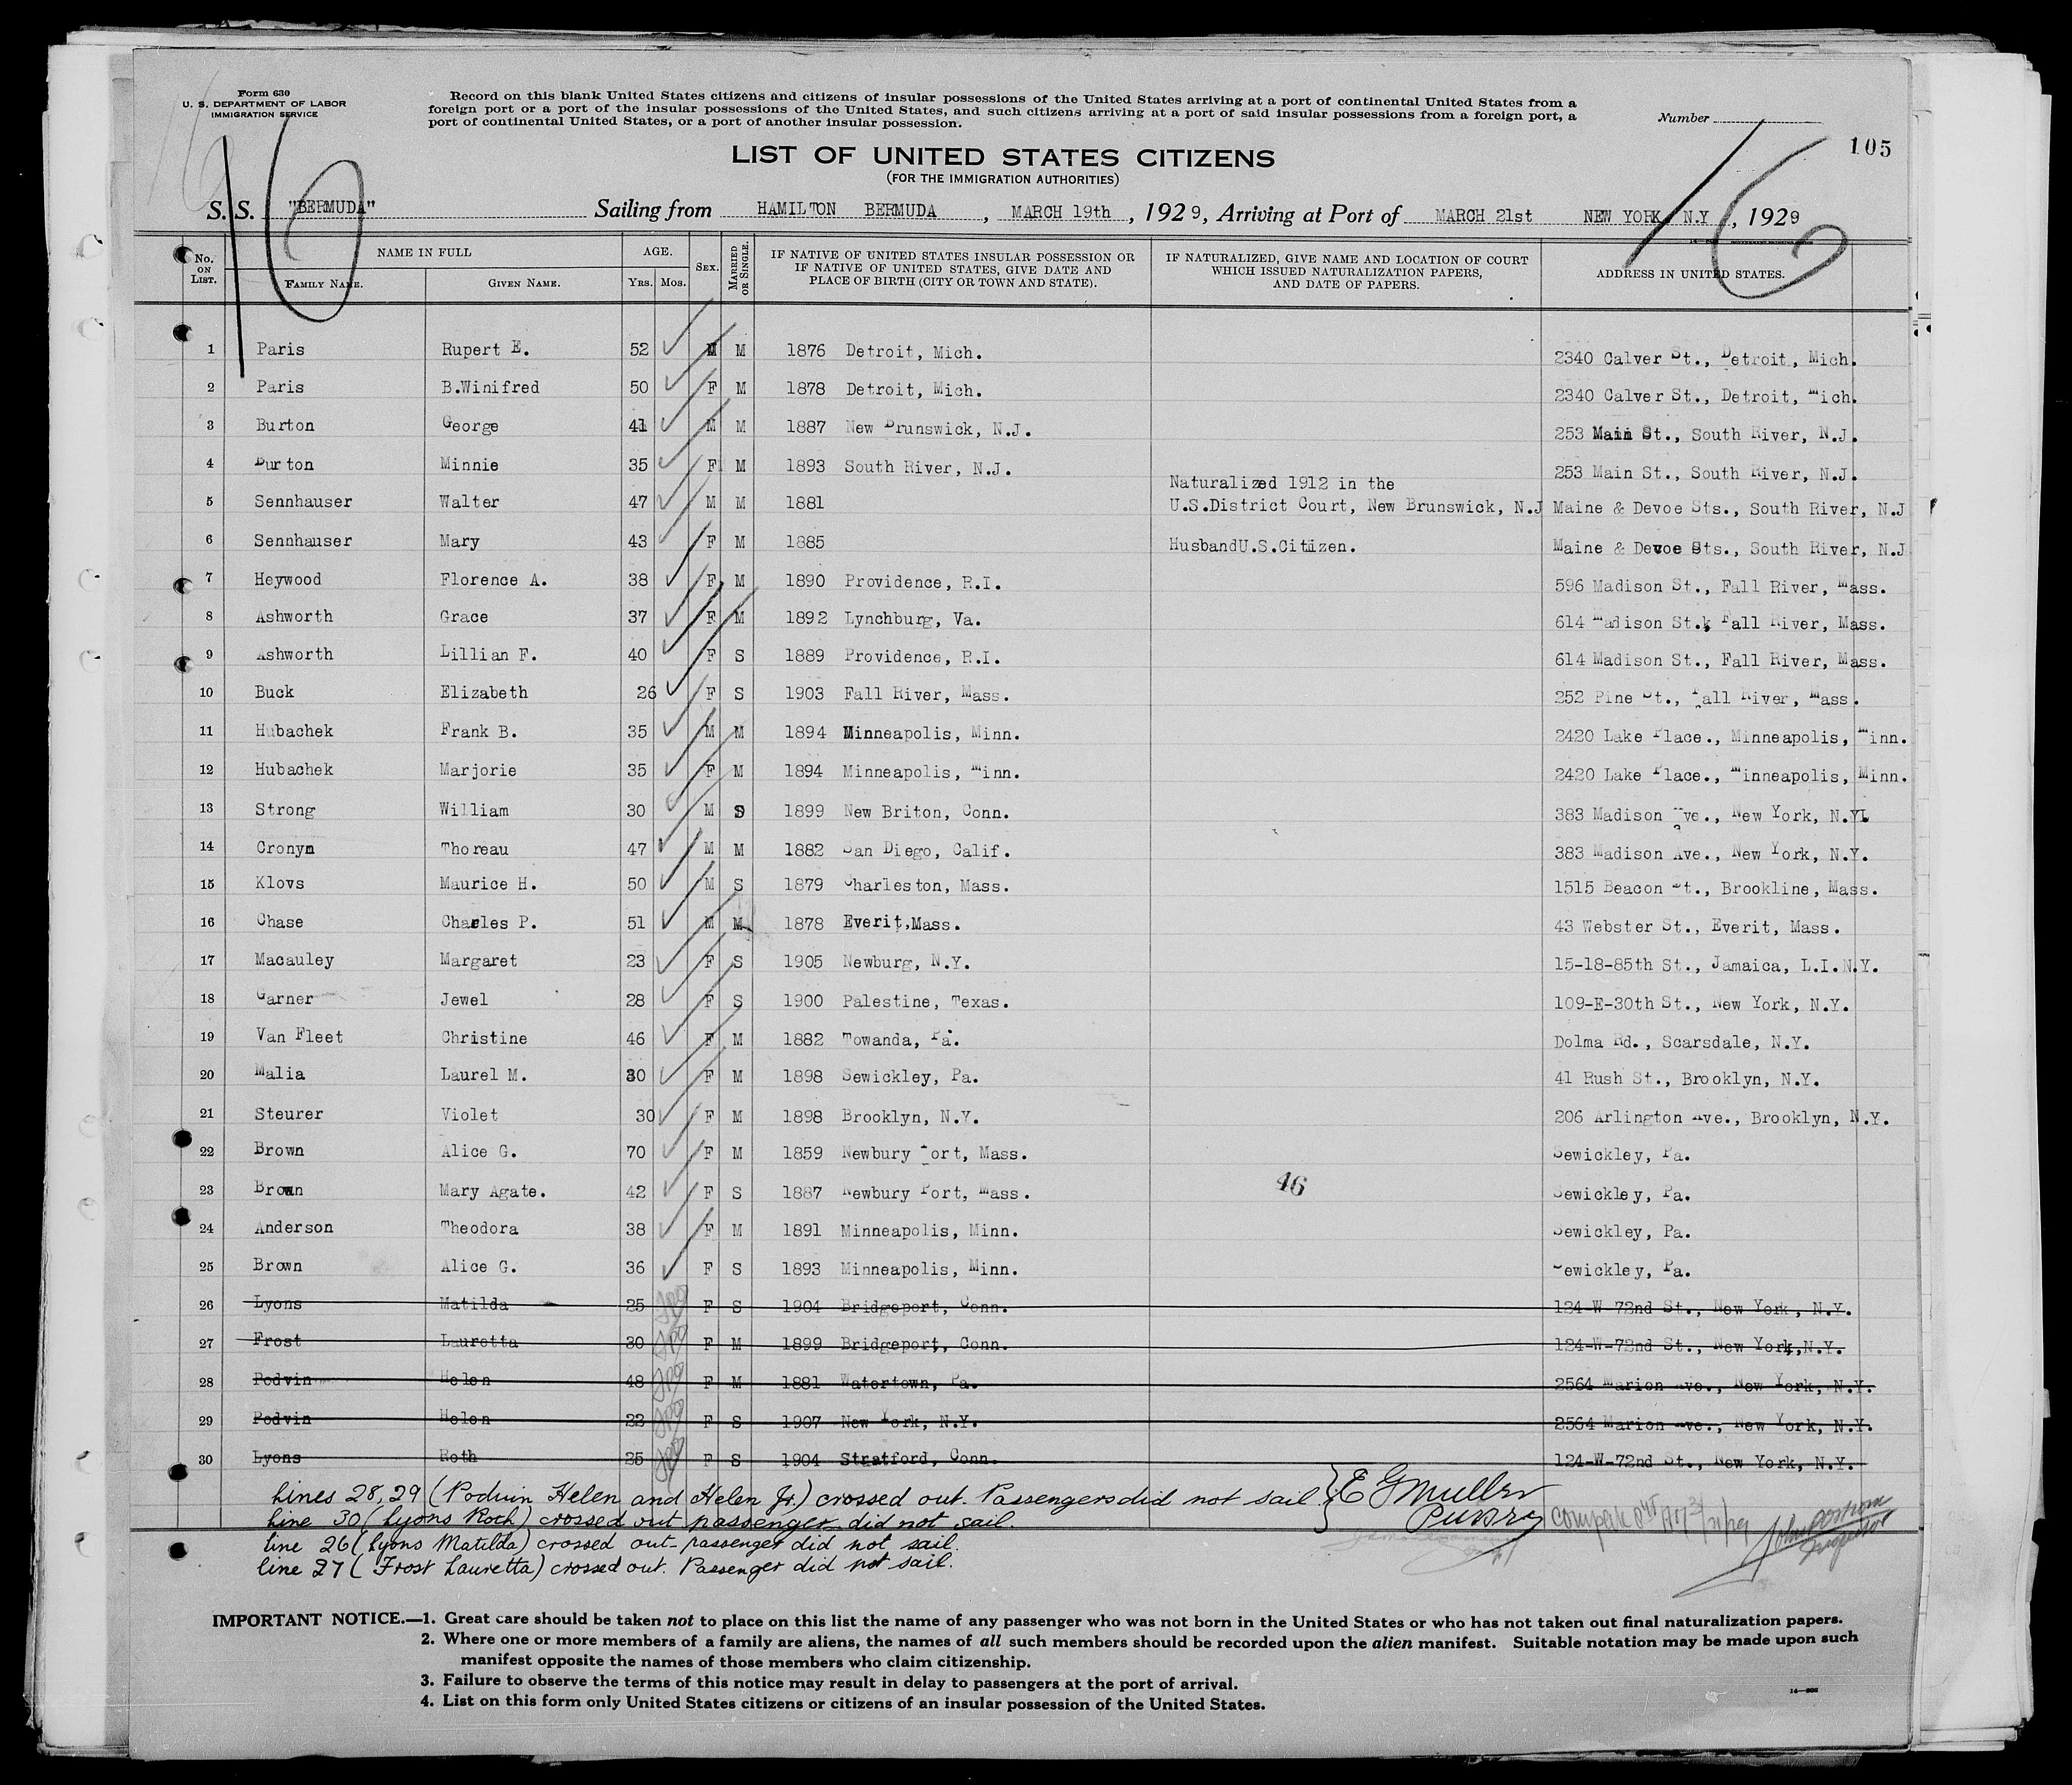 Form 630
U. S. DEPARTMENT OF LABOR
IMMIGRATION SERVICE
Record on this blank United States citizens and citizens of insular possessions of the United States arriving at a port of continental United States from a
foreign port or a port of the insular possessions of the United States, and such citizens arriving at a port of said insular possessions from a foreign port, a
port of continental United States, or a port of another insular possession.
Number
105
16
16
LIST OF UNITED STATES CITIZENS
(FOR THE IMMIGRATION AUTHORITIES)
S. S. "BERMUDA" Sailing from HAMILTON BERMUDA, MARCH 19th, 1929, Arriving at Port of MARCH 21st NEW YORK, N.Y, 1929
No. ON LIST. NAME IN FULL FAMILY NAME. GIVEN NAME. AGE. YRS. MOS. SEX. MARRIED OR SINGLE. IF NATIVE OF UNITED STATES INSULAR POSSESSION OR IF NATIVE OF UNITED STATES, GIVE DATE AND PLACE OF BIRTH (CITY OR TOWN AND STATE). IF NATURALIZED, GIVE NAME AND LOCATION OF COURT WHICH ISSUED NATURALIZATION PAPERS, AND DATE OF PAPERS. ADDRESS IN UNITED STATES.
1 Paris Rupert E. 52 M M 1876 Detroit, Mich. 2340 Calver St., Detroit, Mich.
2 Paris B.Winifred 50 F M 1878 Detroit, Mich. 2340 Calver St., Detroit, Mich.
3 Burton George 41 M M 1887 New Brunswick, N.J. 253 Main St., South River, N.J.
4 Burton Minnie 35 F M 1893 South River, N.J. 253 Main St., South River, N.J.
Naturalized 1912 in the
5 Sennhauser Walter 47 M M 1881 U.S.District Court, New Brunswick, N.J Maine & Devoe Sts., South River, N.J
6 Sennhauser Mary 43 F M 1885 HusbandU.S.Citizen. Maine & Devoe Sts., South River, N.J
7 Heywood Florence A. 38 F M 1890 Providence, R.I. 596 Madison St., Fall River, Mass.
8 Ashworth Grace 37 F M 1892 Lynchburg, Va. 614 Madison St., Fall River, Mass.
9 Ashworth Lillian F. 40 F S 1889 Providence, R.I. 614 Madison St., Fall River, Mass.
10 Buck Elizabeth 26 F S 1903 Fall River, Mass. 252 Pine St., Fall River, Mass.
11 Hubachek Frank B. 35 M M 1894 Minneapolis, Minn. 2420 Lake Place., Minneapolis, Minn.
12 Hubachek Marjorie 35 F M 1894 Minneapolis, Minn. 2420 Lake Place., Minneapolis, Minn.
13 Strong William 30 M S 1899 New Briton, Conn. 383 Madison Ave., New York, N.Y.
14 Cronyn Thoreau 47 M M 1882 San Diego, Calif. 383 Madison Ave., New York, N.Y.
15 Klovs Maurice H. 50 M S 1879 Charleston, Mass. 1515 Beacon St., Brookline, Mass.
16 Chase Charles P. 51 M M 1878 Everit,Mass. 43 Webster St., Everit, Mass.
17 Macauley Margaret 23 F S 1905 Newburg, N.Y. 15-18-85th St., Jamaica, L.I.N.Y.
18 Garner Jewel 28 F S 1900 Palestine, Texas. 109-E-30th St., New York, N.Y.
19 Van Fleet Christine 46 F M 1882 Towanda, Pa. Dolma Rd., Scarsdale, N.Y.
20 Malia Laurel M. 30 F M 1898 Sewickley, Pa. 41 Rush St., Brooklyn, N.Y.
21 Steurer Violet 30 F M 1898 Brooklyn, N.Y. 206 Arlington Ave., Brooklyn, N.Y.
22 Brown Alice G. 70 F M 1859 Newbury Port, Mass. Sewickley, Pa.
23 Brown Mary Agate. 42 F S 1887 Newbury Port, Mass. 46 Sewickley, Pa.
24 Anderson Theodora 38 F M 1891 Minneapolis, Minn. Sewickley, Pa.
25 Brown Alice G. 36 F S 1893 Minneapolis, Minn. Sewickley, Pa.
26 Lyons Matilda 25 F S 1904 Bridgeport, Conn. 124-W-72nd St., New York, N.Y.
27 Frost Lauretta 30 F M 1899 Bridgeport, Conn. 124-W-72nd St., New York,N.Y.
28 Podvin Helen 48 F M 1881 Watertown, Pa. 2564 Marion Ave., New York, N.Y.
29 Podvin Helen 22 F S 1907 New York, N.Y. 2564 Marion Ave., New York, N.Y.
30 Lyons Roth 25 F S 1904 Stratford, Conn. 124-W-72nd St., New York, N.Y.
Lines 28, 29 (Podvin Helen and Helen Jr.) crossed out. Passengers did not sail. E G Muller
Line 30 (Lyons Roth) crossed out passenger did not sail. Purser
line 26 (Lyons Matilda) crossed out - passenger did not sail.
line 27 (Frost Lauretta) crossed out. Passenger did not sail.
IMPORTANT NOTICE.—1. Great care should be taken not to place on this list the name of any passenger who was not born in the United States or who has not taken out final naturalization papers.
2. Where one or more members of a family are aliens, the names of all such members should be recorded upon the alien manifest. Suitable notation may be made upon such
manifest opposite the names of those members who claim citizenship.
3. Failure to observe the terms of this notice may result in delay to passengers at the port of arrival.
4. List on this form only United States citizens or citizens of an insular possession of the United States.